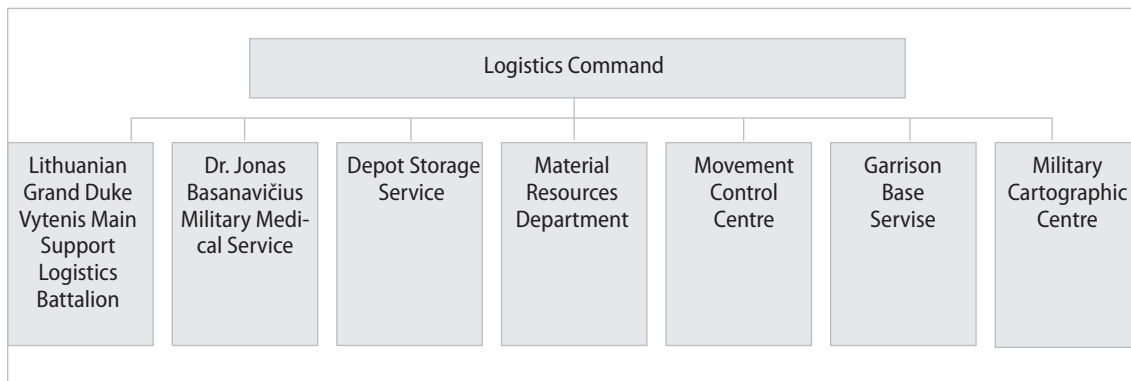 Logistics Command
Lithuanian
Grand Duke
Vytenis Main
Support
Logistics
Battalion
Dr. Jonas
Basanavičius
Military Medi-
cal Service
Depot Storage
Service
Material
Resources
Department
Movement
Control
Centre
Garrison
Base
Servise
Military
Cartographic
Centre